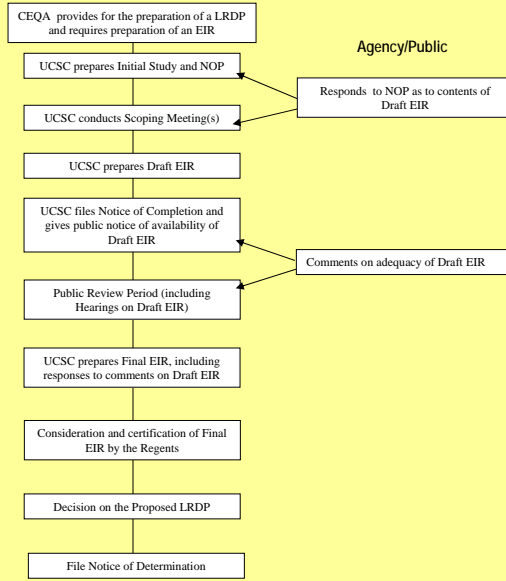 CEQA provides for the preparation of a LRDP
and requires preparation of an EIR
Agency/Public
UCSC prepares Initial Study and NOP
Responds to NOP as to contents of
Draft EIR
UCSC conducts Scoping Meeting(s)
UCSC prepares Draft EIR
UCSC files Notice of Completion and
gives public notice of availability of
Draft EIR
Comments on adequacy of Draft EIR
Public Review Period (including
Hearings on Draft EIR)
UCSC prepares Final EIR, including
responses to comments on Draft EIR
Consideration and certification of Final
EIR by the Regents
Decision on the Proposed LRDP
File Notice of Determination